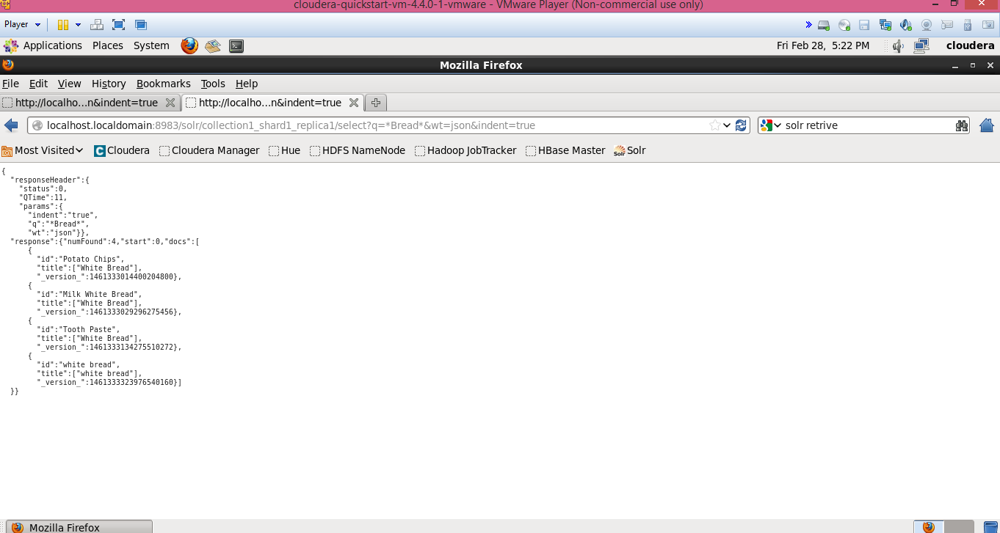 cloudera-quickstart-vm-4.4.0-1-vmware - VMware Player (Non-commercial use only)
Player
Applications Places System Fri Feb 28, 5:22 PM cloudera
Mozilla Firefox
File Edit View History Bookmarks Tools Help
http://localho...n&indent=true http://localho...n&indent=true
localhost.localdomain:8983/solr/collection1_shard1_replica1/select?q=*Bread*&wt=json&indent=true solr retrive
Most Visited Cloudera Cloudera Manager Hue HDFS NameNode Hadoop JobTracker HBase Master Solr Solr
{
  "responseHeader":{
    "status":0,
    "QTime":11,
    "params":{
      "indent":"true",
      "q":"*Bread*",
      "wt":"json"}},
  "response":{"numFound":4,"start":0,"docs":[
      {
        "id":"Potato Chips",
        "title":["White Bread"],
        "_version_":1461333014400204800},
      {
        "id":"Milk White Bread",
        "title":["White Bread"],
        "_version_":1461333029296275456},
      {
        "id":"Tooth Paste",
        "title":["White Bread"],
        "_version_":1461333134275510272},
      {
        "id":"white bread",
        "title":["white bread"],
        "_version_":1461333323976540160}]
  }}
Mozilla Firefox